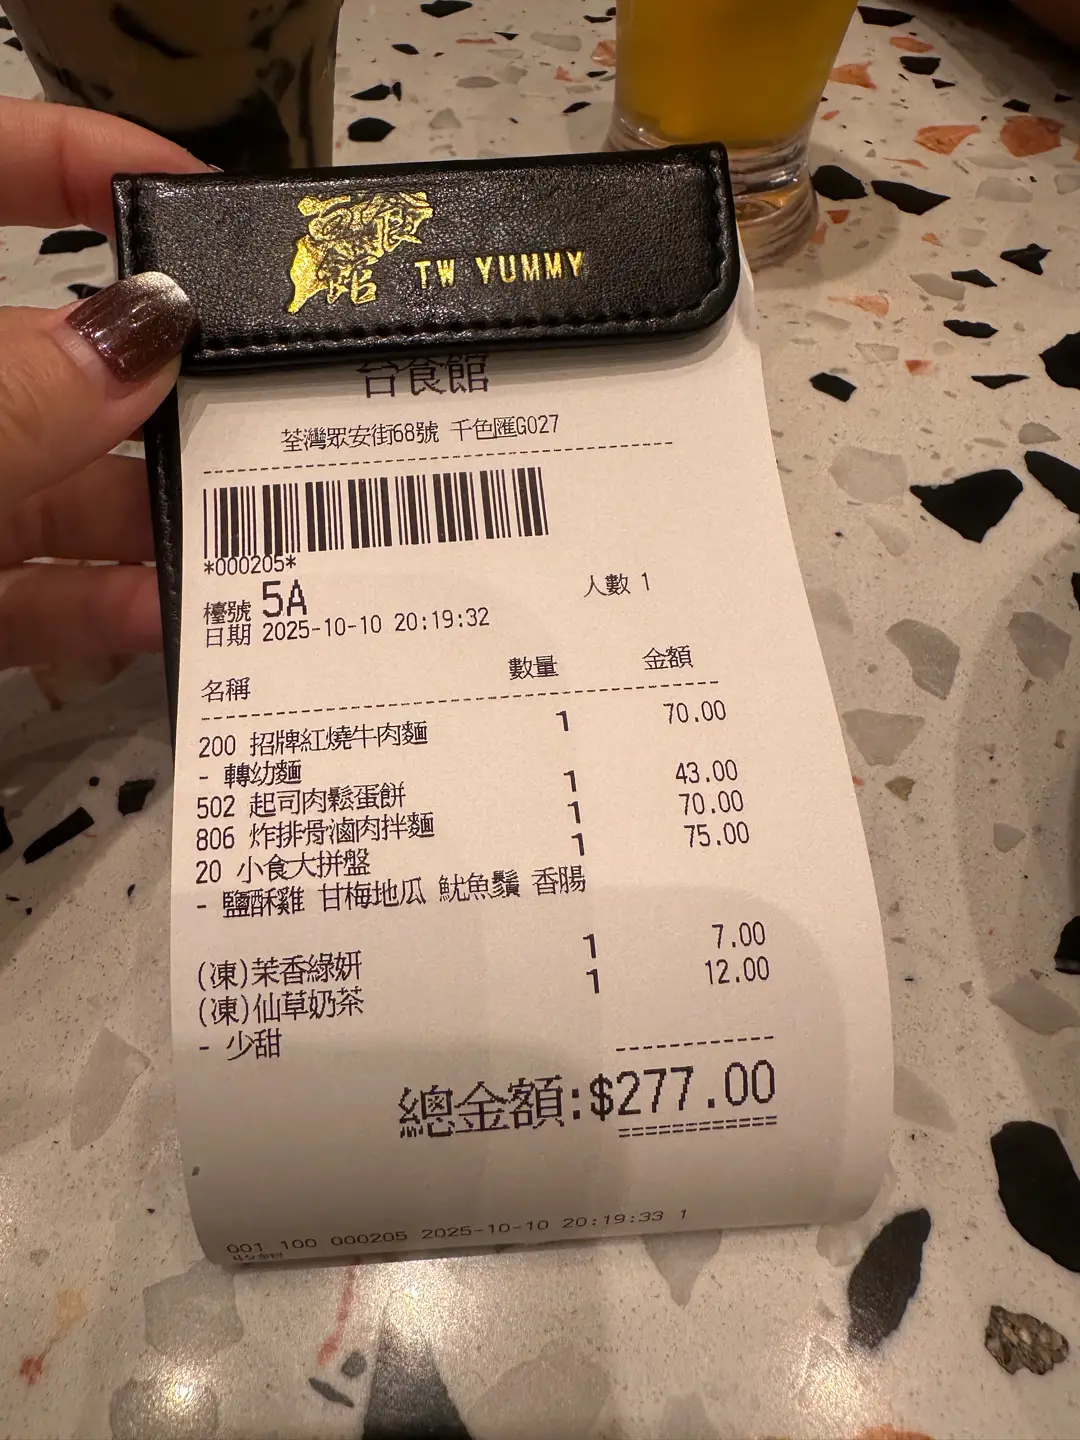 台食館
TW YUMMY
台食館
荃灣眾安街68號 千色匯G027
*000205*
檯號 5A
人數 1
日期 2025-10-10 20:19:32
名稱 數量 金額
200 招牌紅燒牛肉麵 1 70.00
- 轉幼麵
502 起司肉鬆蛋餅 1 43.00
806 炸排骨滷肉拌麵 1 70.00
20 小食大拼盤 1 75.00
- 鹽酥雞 甘梅地瓜 魷魚鬚 香腸
(凍)茉香綠妍 1 7.00
(凍)仙草奶茶 1 12.00
- 少甜
總金額:$277.00
001 100 000205 2025-10-10 20:19:33 1